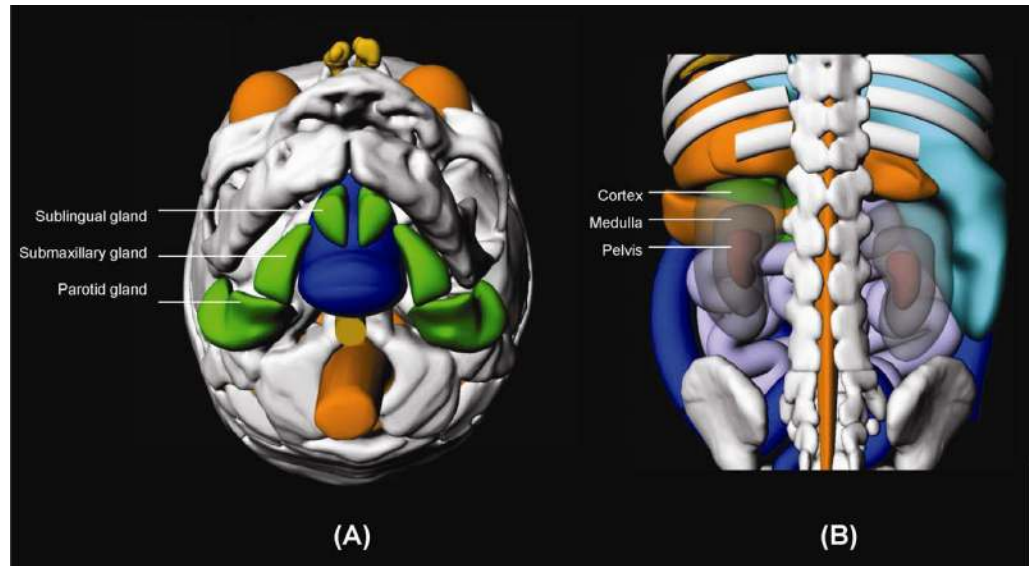 Sublingual gland
Submaxillary gland
Parotid gland
Cortex
Medulla
Pelvis
(A)
(B)